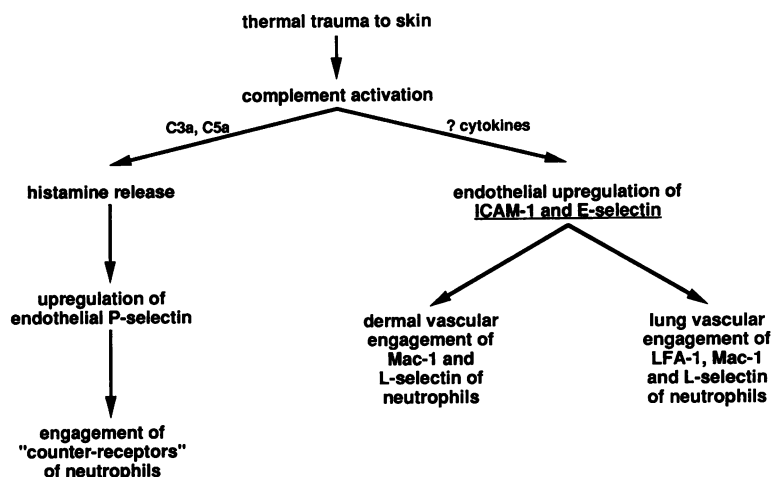 thermal trauma to skin
complement activation
C3a, C5a
? cytokines
histamine release
endothelial upregulation of
ICAM-1 and E-selectin
upregulation of
endothelial P-selectin
dermal vascular
engagement of
Mac-1 and
L-selectin of
neutrophils
lung vascular
engagement of
LFA-1, Mac-1
and L-selectin
of neutrophils
engagement of
"counter-receptors"
of neutrophils